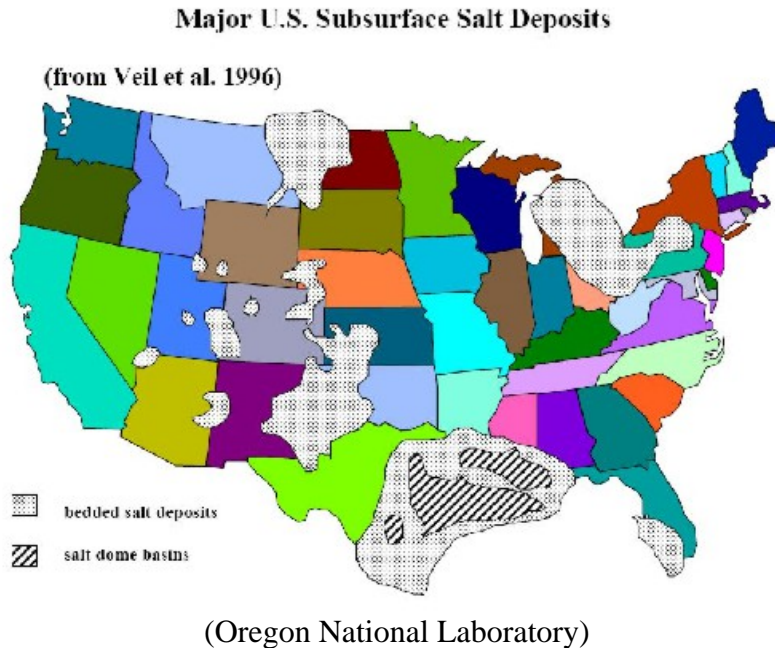 Major U.S. Subsurface Salt Deposits
(from Veil et al. 1996)
bedded salt deposits
salt dome basins
(Oregon National Laboratory)